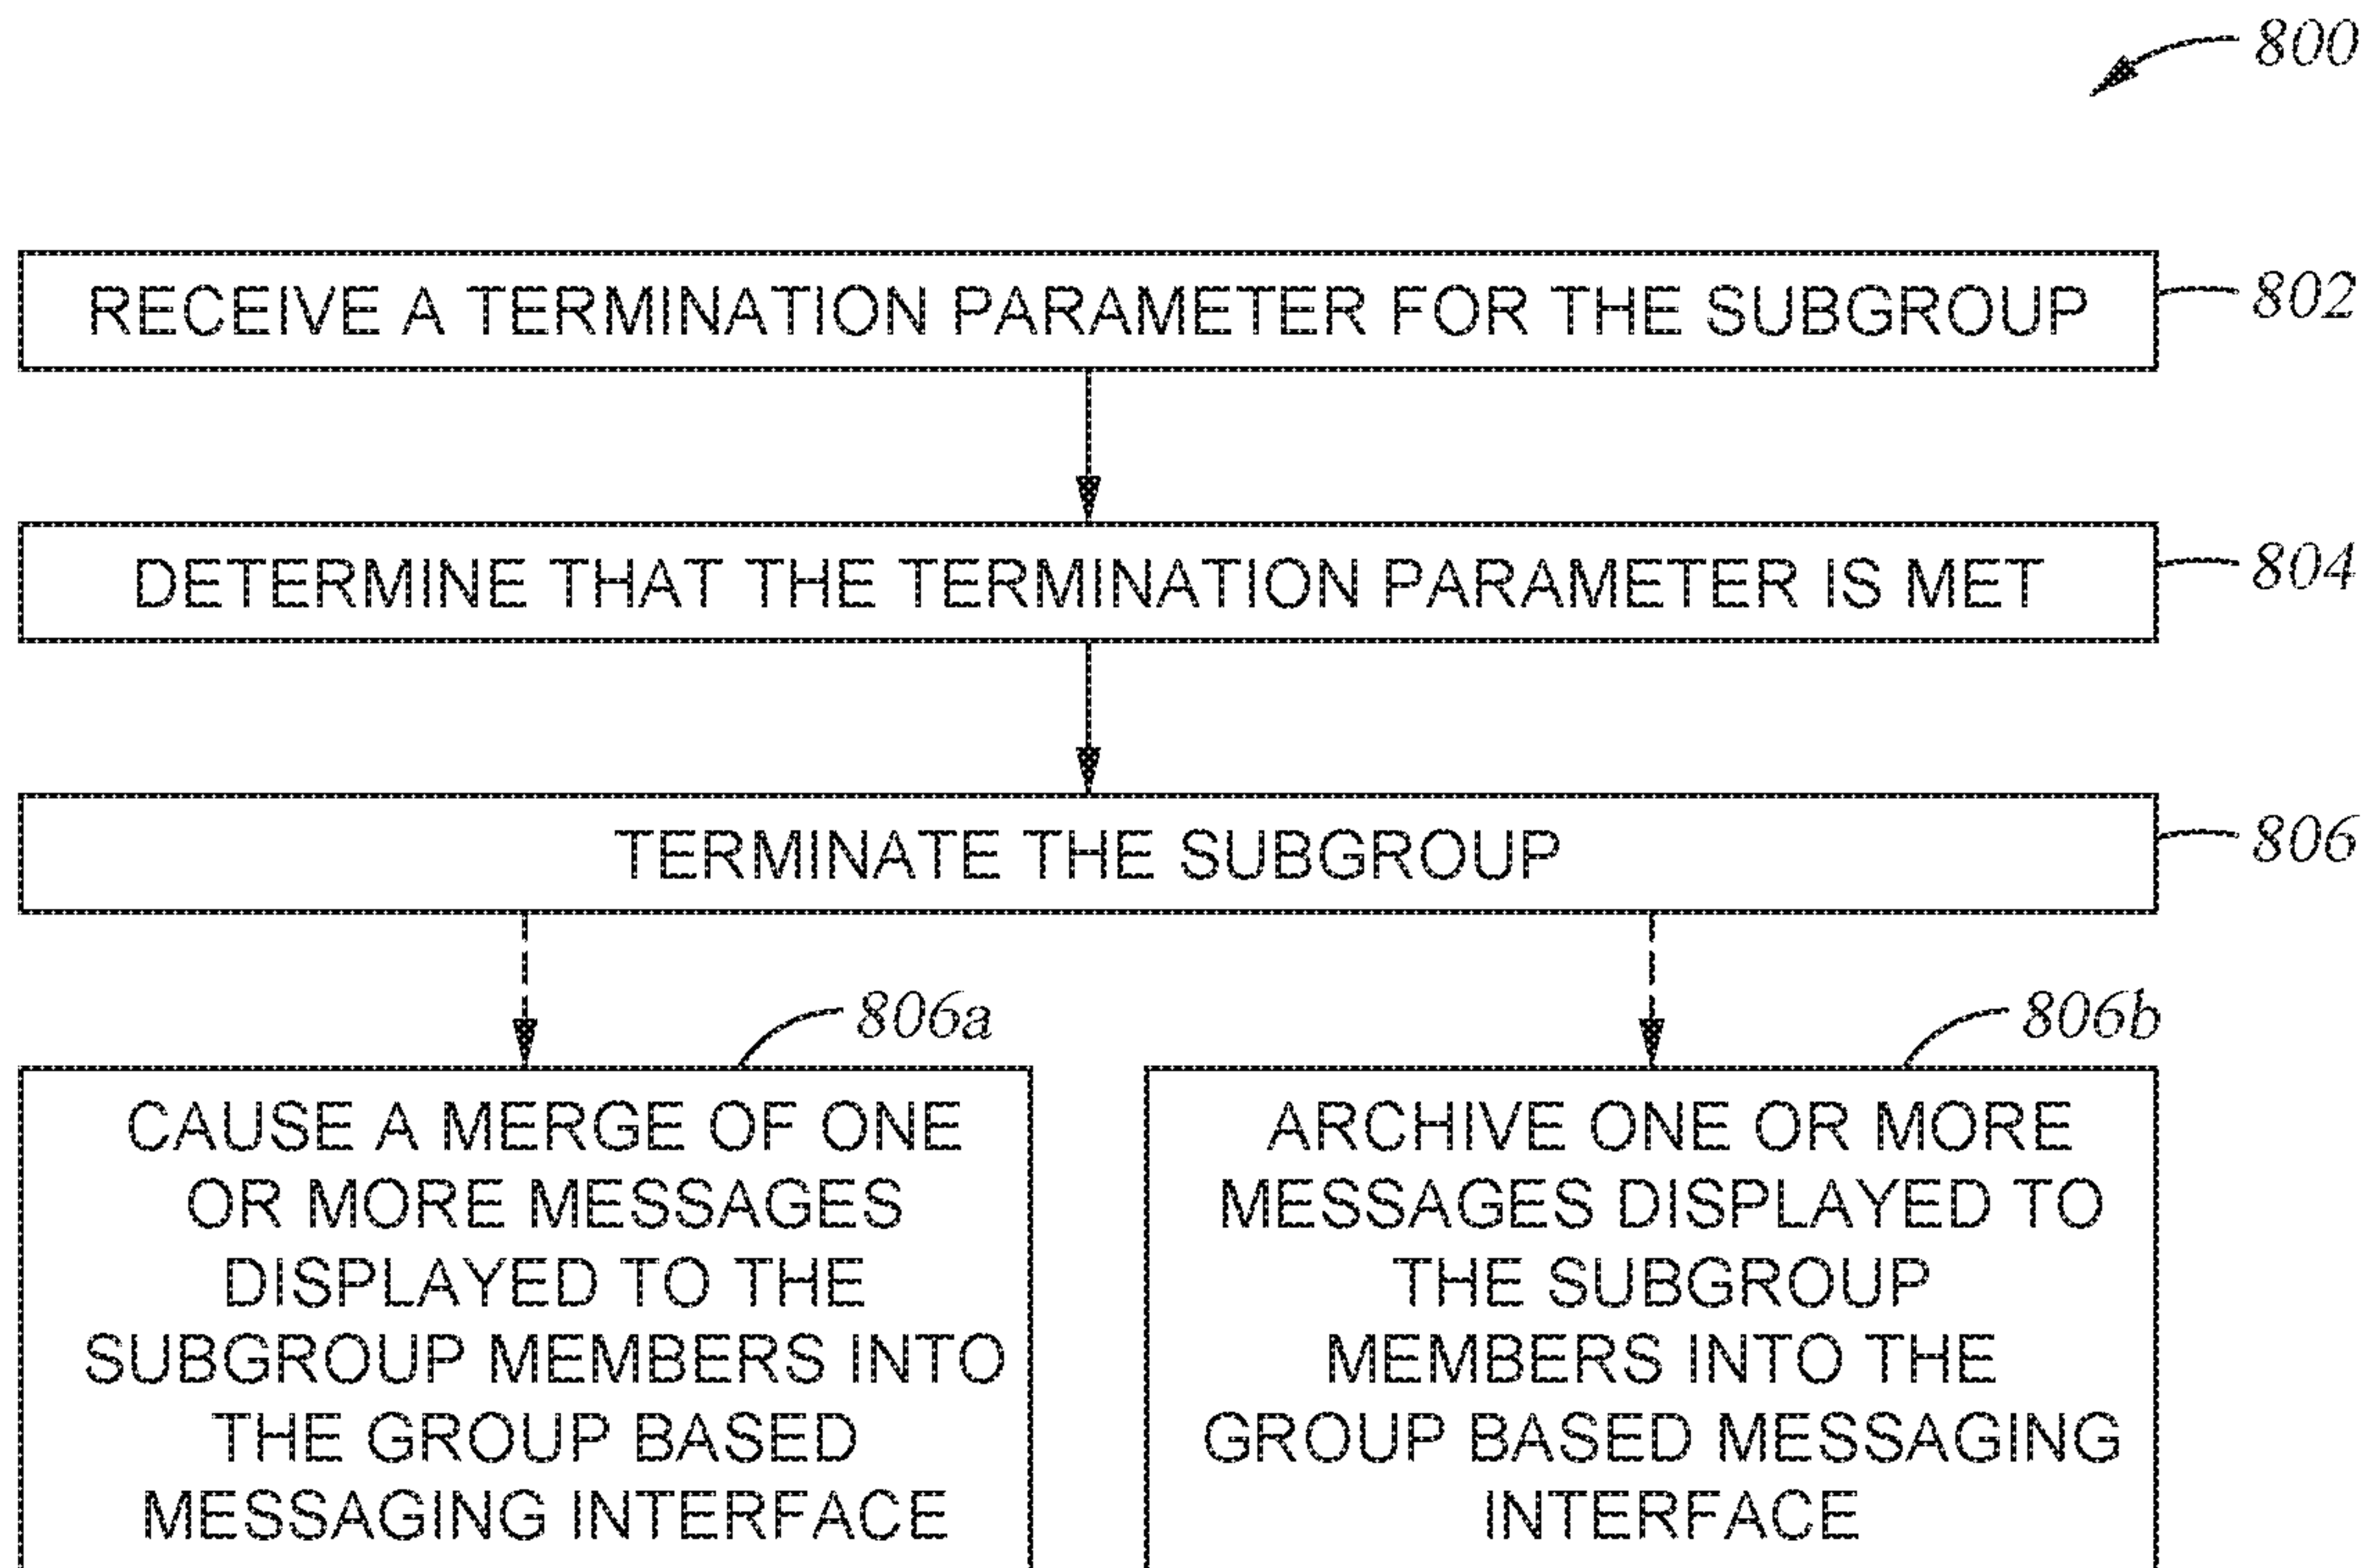 800
RECEIVE A TERMINATION PARAMETER FOR THE SUBGROUP
802
DETERMINE THAT THE TERMINATION PARAMETER IS MET
804
TERMINATE THE SUBGROUP
806
806a
CAUSE A MERGE OF ONE
OR MORE MESSAGES
DISPLAYED TO THE
SUBGROUP MEMBERS INTO
THE GROUP BASED
MESSAGING INTERFACE
806b
ARCHIVE ONE OR MORE
MESSAGES DISPLAYED TO
THE SUBGROUP
MEMBERS INTO THE
GROUP BASED MESSAGING
INTERFACE